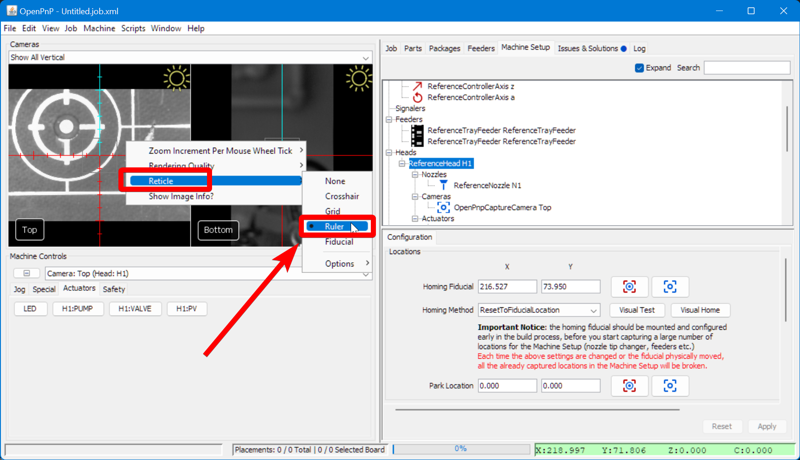 OpenPnP - Untitled.job.xml
File Edit View Job Machine Scripts Window Help
Cameras
Show All Vertical
Top
Bottom
Zoom Increment Per Mouse Wheel Tick
Rendering Quality
Reticle
Show Image Info?
None
Crosshair
Grid
Ruler
Fiducial
Options
Machine Controls
Camera: Top (Head: H1)
Jog Special Actuators Safety
LED H1:PUMP H1:VALVE H1:PV
Job Parts Packages Feeders Machine Setup Issues & Solutions Log
Expand Search
ReferenceControllerAxis z
ReferenceControllerAxis a
Signalers
Feeders
ReferenceTrayFeeder ReferenceTrayFeeder
ReferenceTrayFeeder ReferenceTrayFeeder
Heads
ReferenceHead H1
Nozzles
ReferenceNozzle N1
Cameras
OpenPnpCaptureCamera Top
Actuators
Configuration
Locations
X Y
Homing Fiducial 216.527 73.950
Homing Method ResetToFiducialLocation Visual Test Visual Home
Important Notice: the homing fiducial should be mounted and configured
early in the build process, before you start capturing a large number of
locations for the Machine Setup (nozzle tip changer, feeders etc.)
Each time the above settings are changed or the fiducial physically moved,
all the already captured locations in the Machine Setup will be broken.
Park Location 0.000 0.000
Reset Apply
Placements: 0 / 0 Total | 0 / 0 Selected Board 0% X:218.997 Y:71.806 Z:0.000 C:0.000